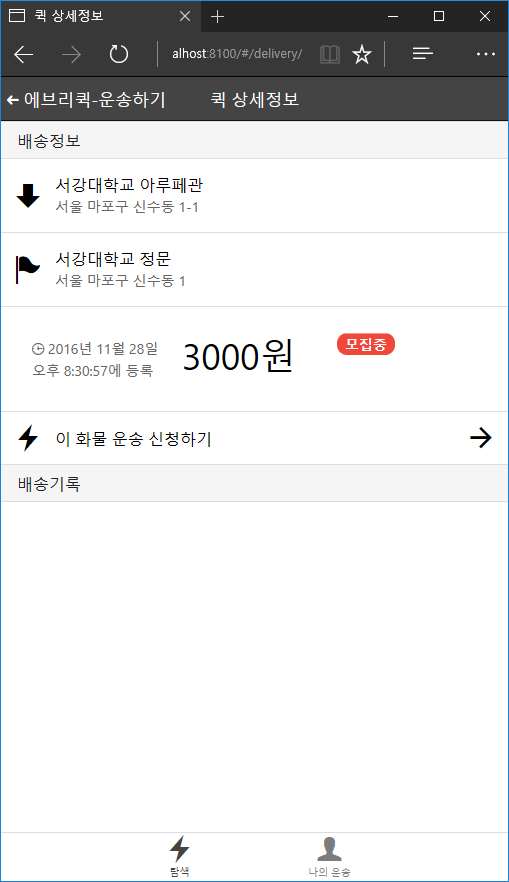 퀵 상세정보
alhost:8100/#/delivery/
에브리퀵-운송하기 퀵 상세정보
배송정보
서강대학교 아루페관
서울 마포구 신수동 1-1
서강대학교 정문
서울 마포구 신수동 1
2016년 11월 28일
오후 8:30:57에 등록
3000원
모집중
이 화물 운송 신청하기
배송기록
탐색
나의 운송